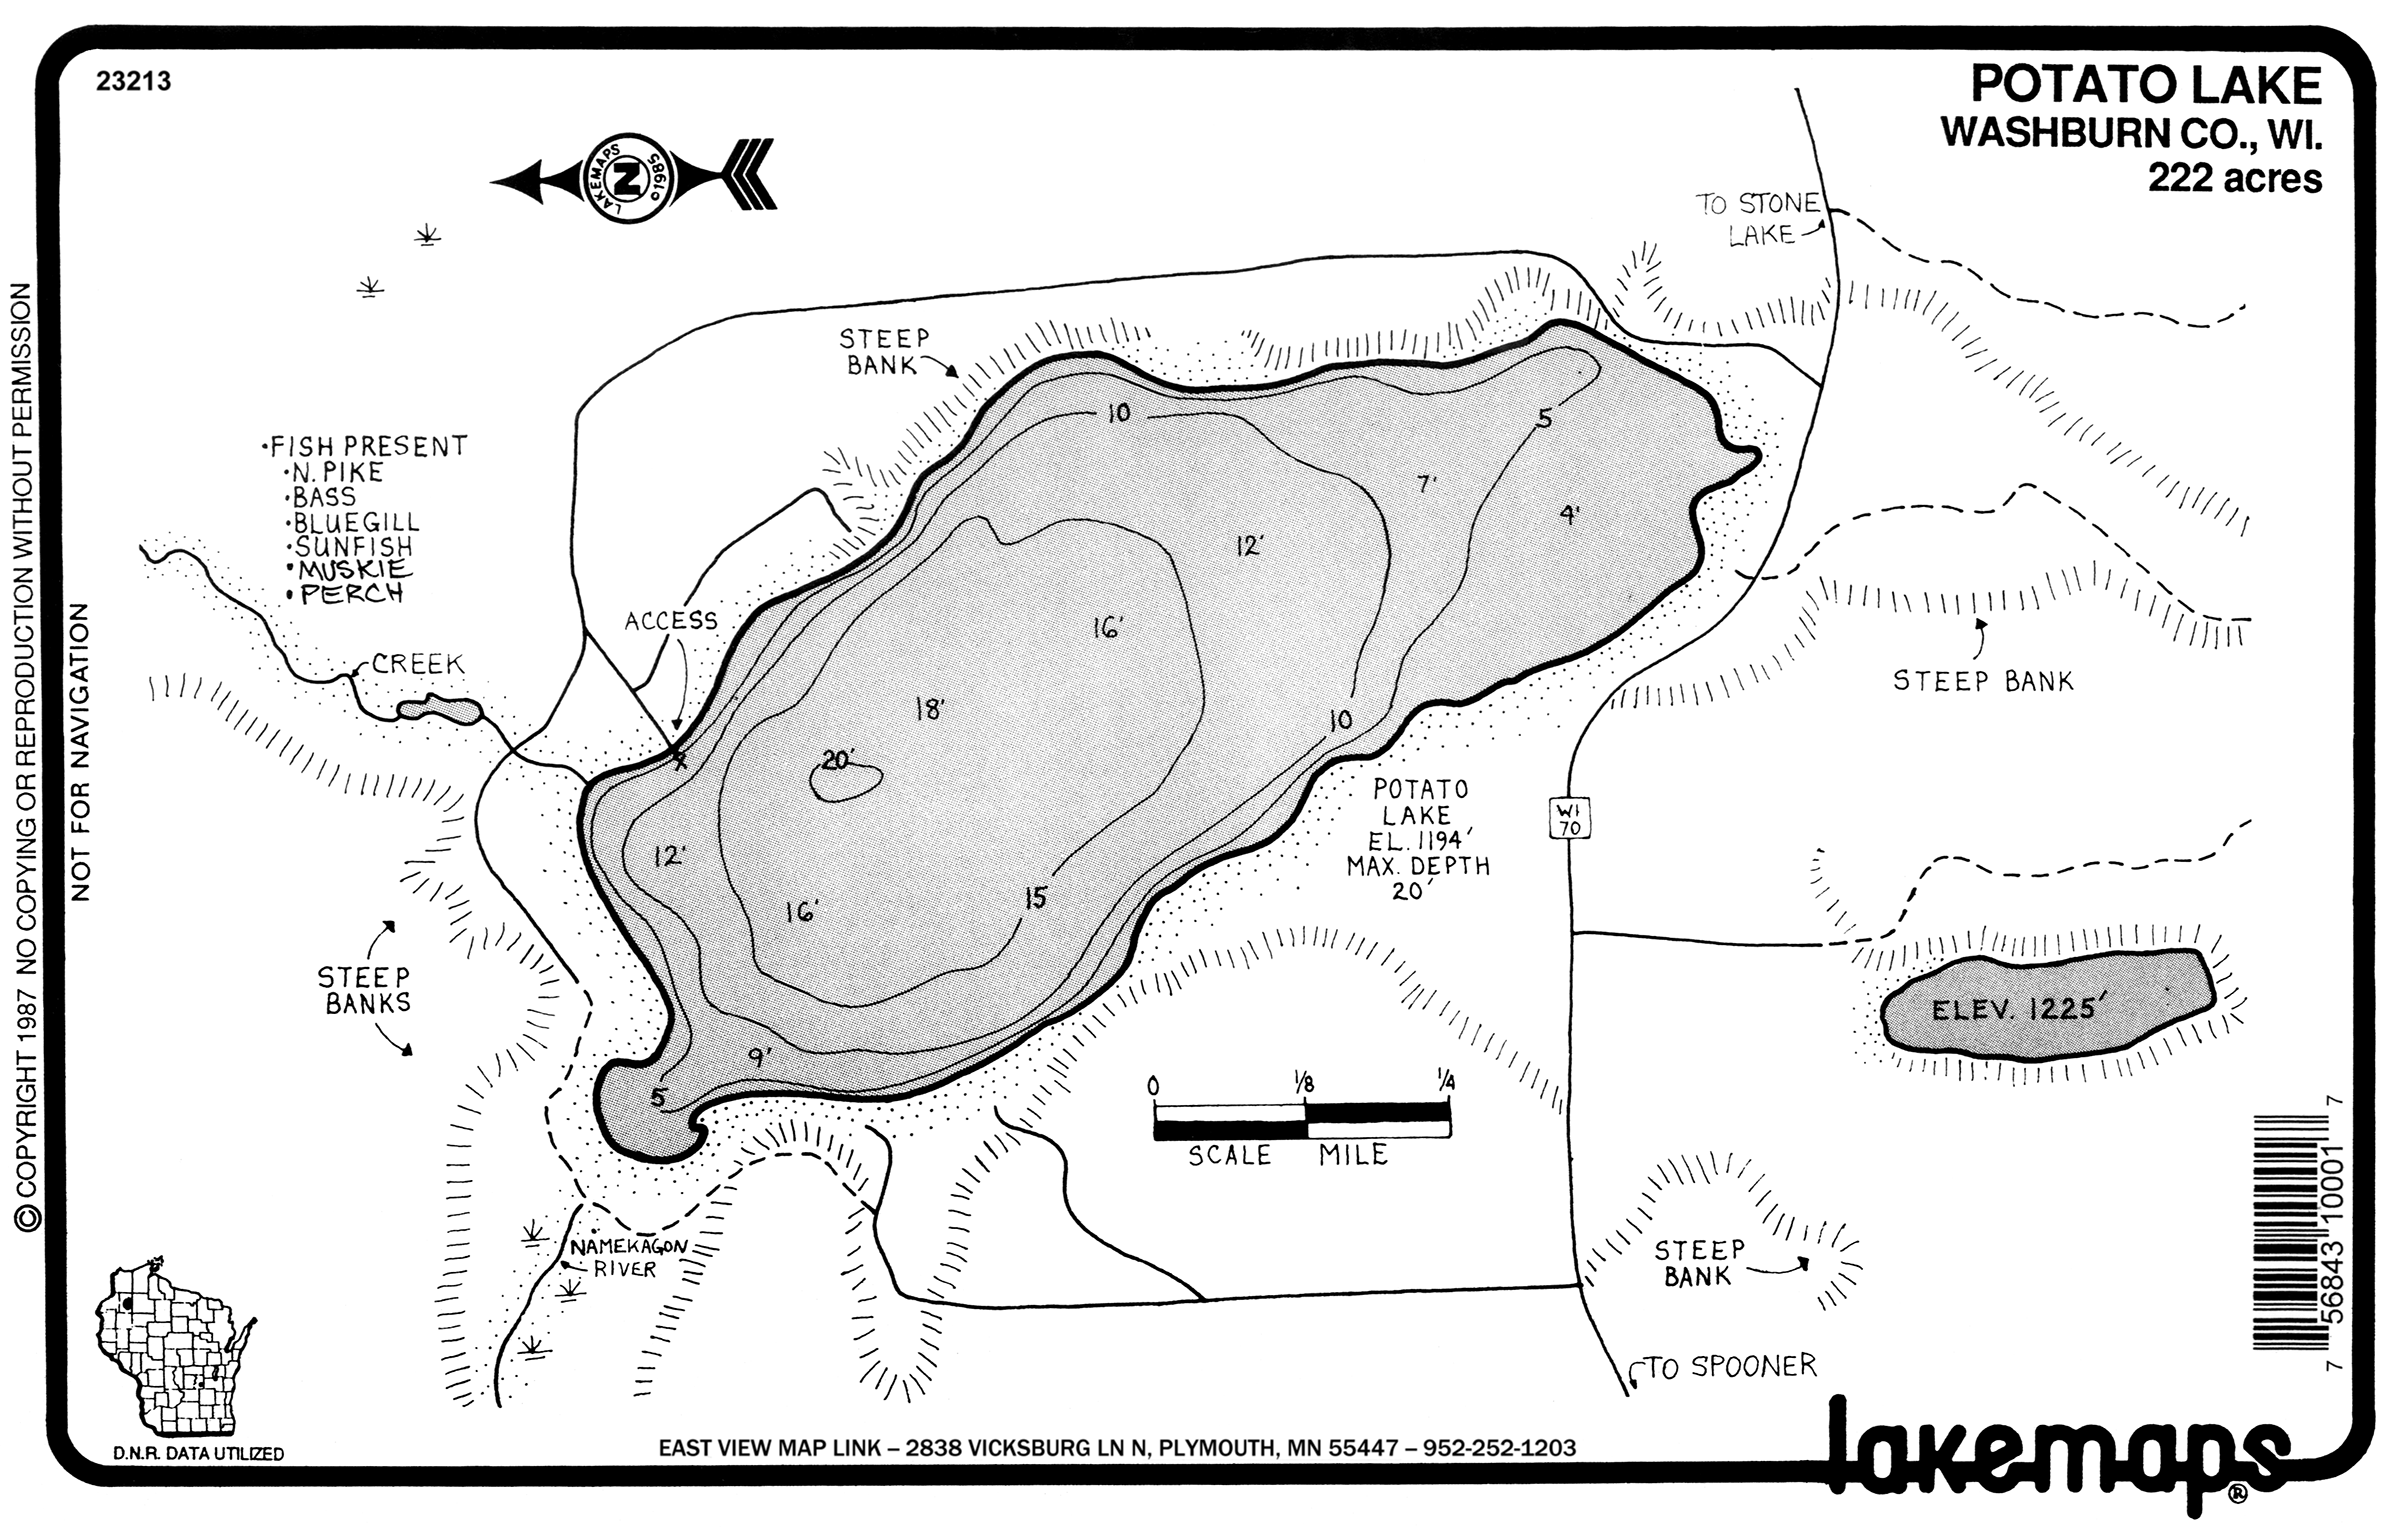 23213
POTATO LAKE
WASHBURN CO., WI.
222 acres
LAKEMAPS
N
©1985
TO STONE
LAKE
STEEP
BANK
·FISH PRESENT
·N. PIKE
·BASS
·BLUEGILL
·SUNFISH
·MUSKIE
·PERCH
ACCESS
CREEK
10
5
7'
4'
12'
16'
18'
20'
10
X
12'
16'
15
9'
5
STEEP BANK
POTATO
LAKE
EL. 1194'
MAX. DEPTH
20'
WI
70
STEEP
BANKS
ELEV. 1225'
0 1/8 1/4
SCALE MILE
NAMEKAGON
RIVER
STEEP
BANK
TO SPOONER
© COPYRIGHT 1987 NO COPYING OR REPRODUCTION WITHOUT PERMISSION
NOT FOR NAVIGATION
7 56843 10001 7
D.N.R. DATA UTILIZED
EAST VIEW MAP LINK – 2838 VICKSBURG LN N, PLYMOUTH, MN 55447 – 952-252-1203
lakemaps®